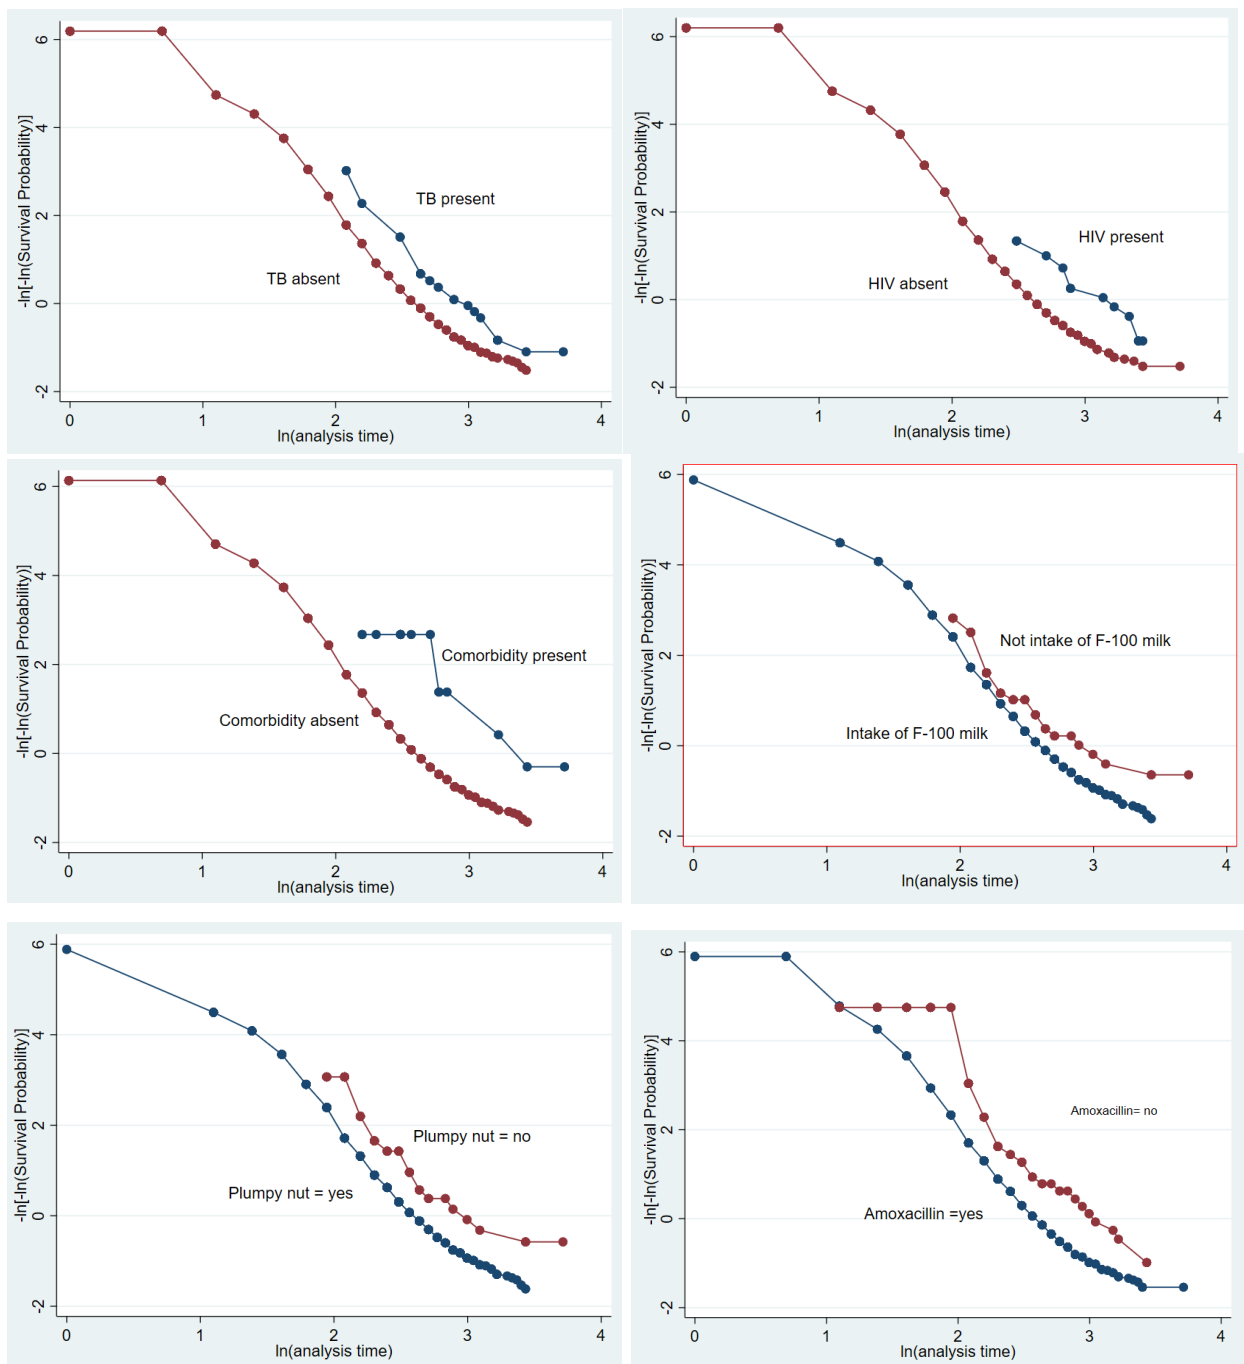 -ln[-ln(Survival Probability)]
6
4
2
0
-2
TB present
TB absent
0 1 2 3 4
ln(analysis time)
-ln[-ln(Survival Probability)]
6
4
2
0
-2
HIV present
HIV absent
0 1 2 3 4
ln(analysis time)
-ln[-ln(Survival Probability)]
6
4
2
0
-2
Comorbidity present
Comorbidity absent
0 1 2 3 4
ln(analysis time)
-ln[-ln(Survival Probability)]
6
4
2
0
-2
Not intake of F-100 milk
Intake of F-100 milk
0 1 2 3 4
ln(analysis time)
-ln[-ln(Survival Probability)]
6
4
2
0
-2
Plumpy nut = no
Plumpy nut = yes
0 1 2 3 4
ln(analysis time)
-ln[-ln(Survival Probability)]
6
4
2
0
-2
Amoxacillin= no
Amoxacillin =yes
0 1 2 3 4
ln(analysis time)